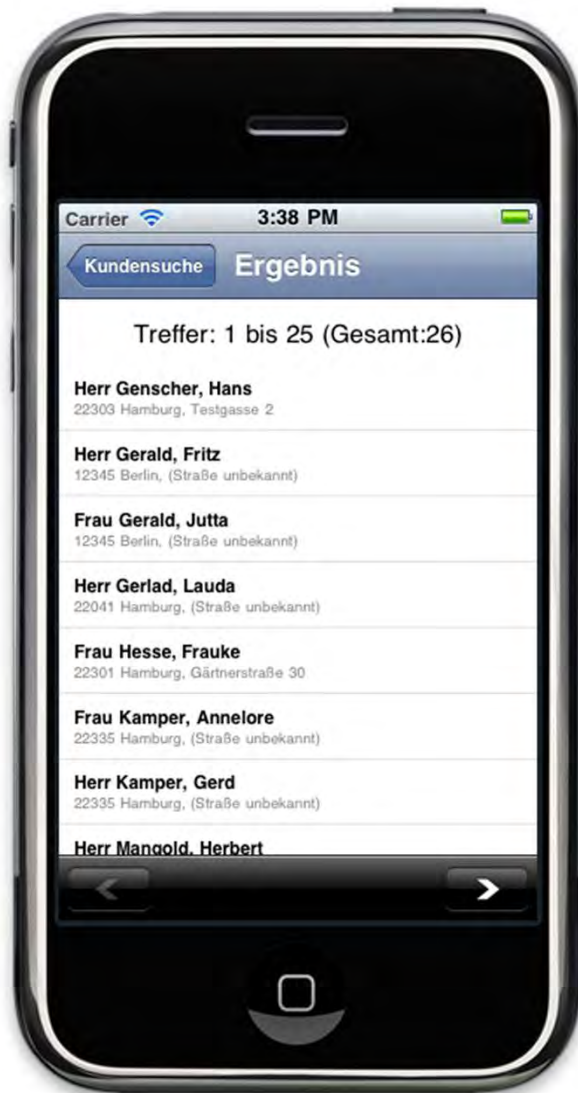 Carrier 3:38 PM
Kundensuche Ergebnis
Treffer: 1 bis 25 (Gesamt:26)
Herr Genscher, Hans
22303 Hamburg, Testgasse 2
Herr Gerald, Fritz
12345 Berlin, (Straße unbekannt)
Frau Gerald, Jutta
12345 Berlin, (Straße unbekannt)
Herr Gerlad, Lauda
22041 Hamburg, (Straße unbekannt)
Frau Hesse, Frauke
22301 Hamburg, Gärtnerstraße 30
Frau Kamper, Annelore
22335 Hamburg, (Straße unbekannt)
Herr Kamper, Gerd
22335 Hamburg, (Straße unbekannt)
Herr Mangold, Herbert